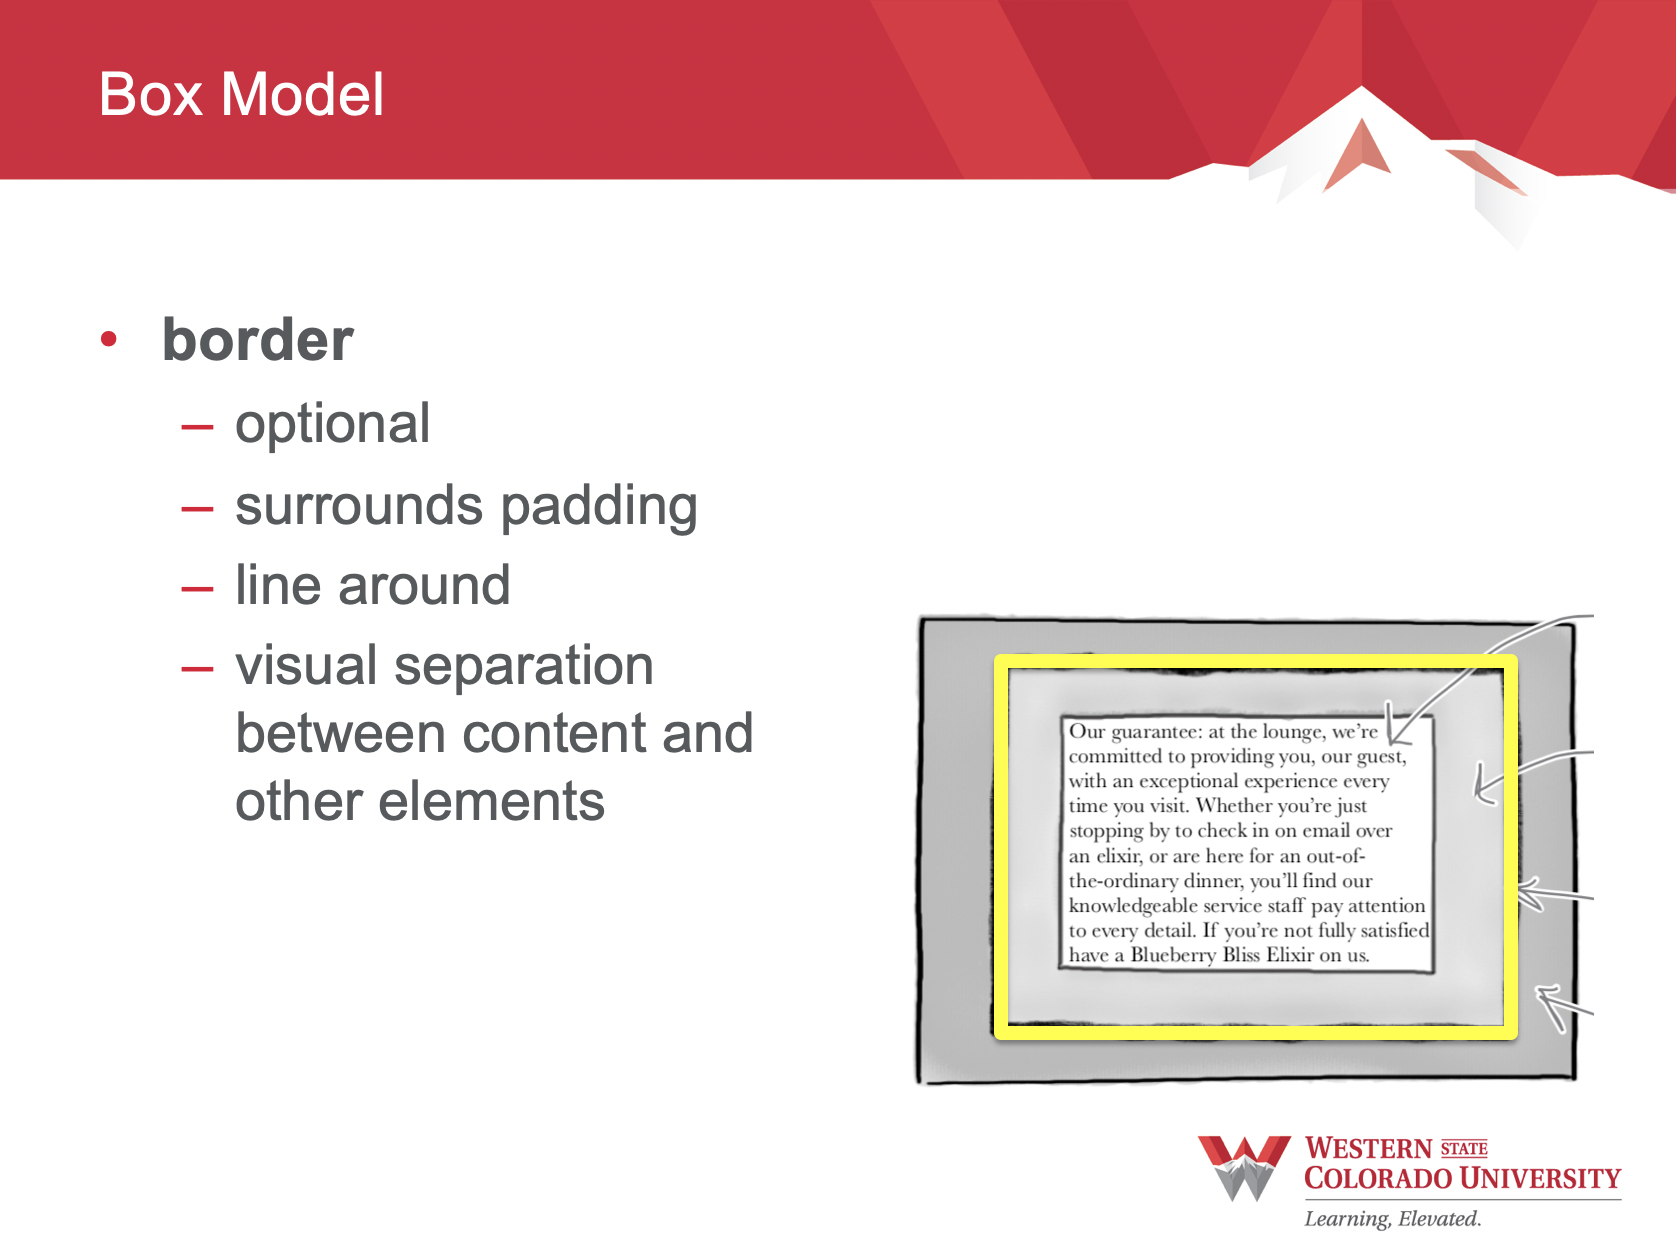 Box Model
• border
– optional
– surrounds padding
– line around
– visual separation
between content and
other elements
Our guarantee: at the lounge, we’re
committed to providing you, our guest,
with an exceptional experience every
time you visit. Whether you’re just
stopping by to check in on email over
an elixir, or are here for an out-of-
the-ordinary dinner, you’ll find our
knowledgeable service staff pay attention
to every detail. If you’re not fully satisfied
have a Blueberry Bliss Elixir on us.
WESTERN STATE
COLORADO UNIVERSITY
Learning, Elevated.